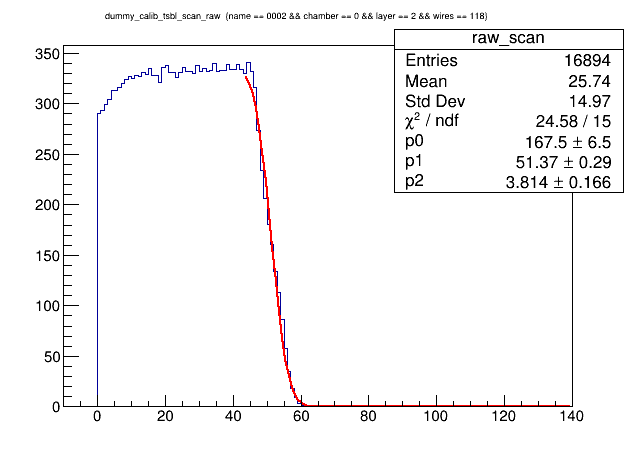 dummy_calib_tsbl_scan_raw (name == 0002 && chamber == 0 && layer == 2 && wires == 118)
raw_scan
Entries 16894
Mean 25.74
Std Dev 14.97
χ² / ndf 24.58 / 15
p0 167.5 ± 6.5
p1 51.37 ± 0.29
p2 3.814 ± 0.166
350
300
250
200
150
100
50
0
0 20 40 60 80 100 120 140